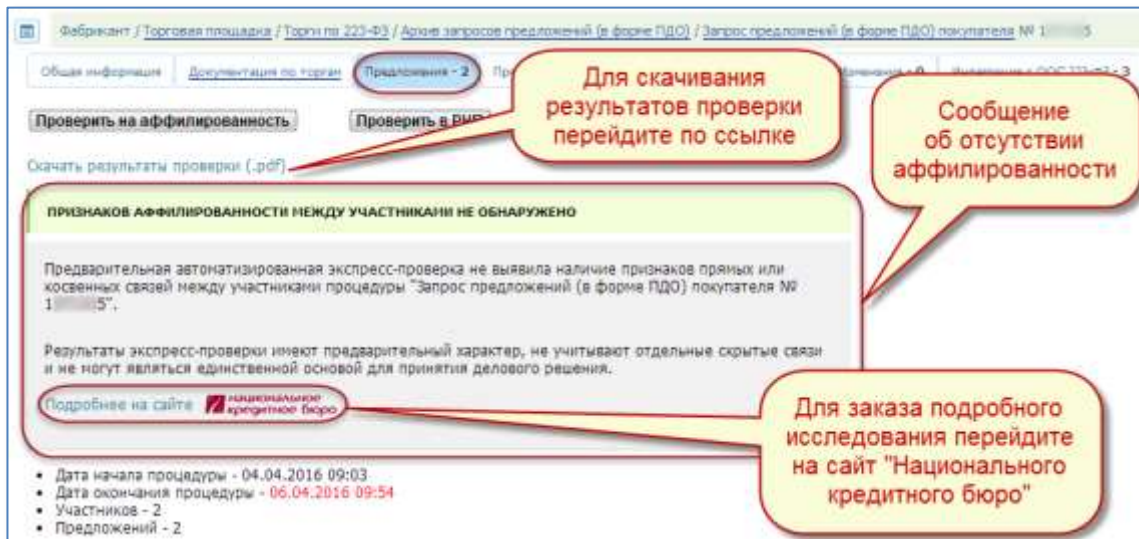 Фабрикант / Торговая площадка / Торги по 223-ФЗ / Архив запросов предложений (в форме ПДО) / Запрос предложений (в форме ПДО) покупателя № 1 5
Общая информация Документация по торгам Предложения - 2 Изменения - 0 - 3
Для скачивания
результатов проверки
перейдите по ссылке
Сообщение
об отсутствии
аффилированности
Проверить на аффилированность Проверить в РНП
Скачать результаты проверки (.pdf)
ПРИЗНАКОВ АФФИЛИРОВАННОСТИ МЕЖДУ УЧАСТНИКАМИ НЕ ОБНАРУЖЕНО
Предварительная автоматизированная экспресс-проверка не выявила наличие признаков прямых или
косвенных связей между участниками процедуры "Запрос предложений (в форме ПДО) покупателя №
1 5".
Результаты экспресс-проверки имеют предварительный характер, не учитывают отдельные скрытые связи
и не могут являться единственной основой для принятия делового решения.
Подробнее на сайте национальное
кредитное бюро
Для заказа подробного
исследования перейдите
на сайт "Национального
кредитного бюро"
• Дата начала процедуры - 04.04.2016 09:03
• Дата окончания процедуры - 06.04.2016 09:54
• Участников - 2
• Предложений - 2